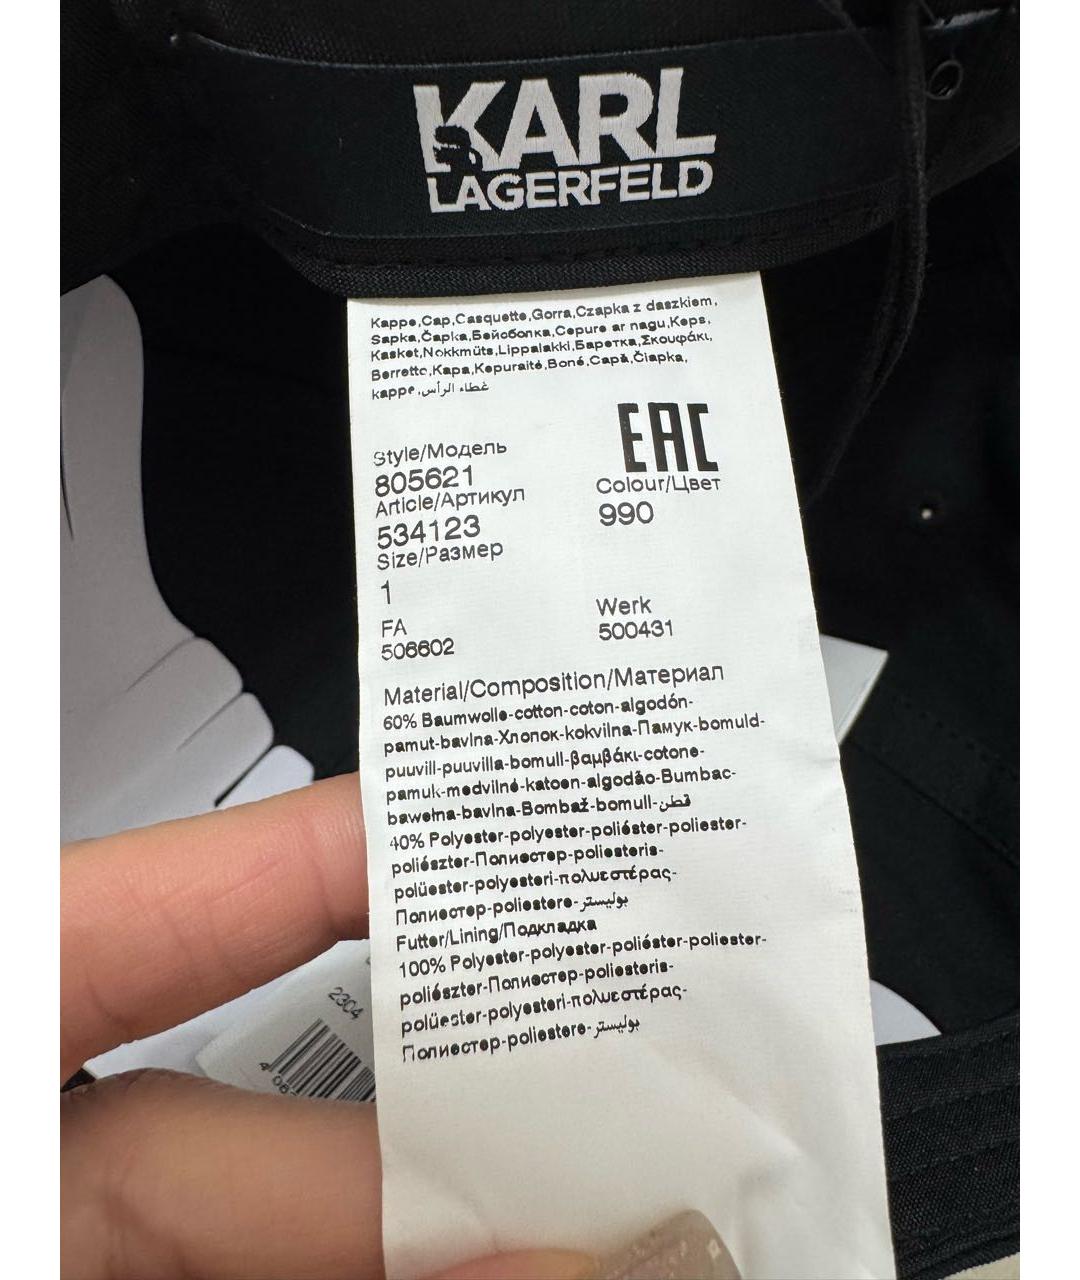 KARL
LAGERFELD
Kappe,Cap,Casquette,Gorra,Czapka z daszkiem,
Sapka,Čapka,Бейсболка,Cepure ar nagu,Keps,
Kasket,Nokkmüts,Lippalakki,Баретка,Σκουφάκι,
Berretto,Kapa,Kepuraitė,Boné,Capă,Čiapka,
kappe,غطاء الرأس
EAC
Style/Модель
805621
Colour/Цвет
Article/Артикул
990
534123
Size/Размер
1
FA
Werk
506602
500431
Material/Composition/Материал
60% Baumwolle-cotton-coton-algodón-
pamut-bavlna-Хлопок-kokvilna-Памук-bomuld-
puuvill-puuvilla-bomull-βαμβάκι-cotone-
pamuk-medvilnė-katoen-algodão-Bumbac-
bawełna-bavlna-Bombaž-bomull-قطن
40% Polyester-polyester-poliéster-poliester-
poliészter-Полиэстер-poliesteris-
polüester-polyesteri-πολυεστέρας-
Полиестер-poliestere-بوليستر
Futter/Lining/Подкладка
100% Polyester-polyester-poliéster-poliester-
poliészter-Полиэстер-poliesteris-
polüester-polyesteri-πολυεστέρας-
Полиестер-poliestere-بوليستر
2304